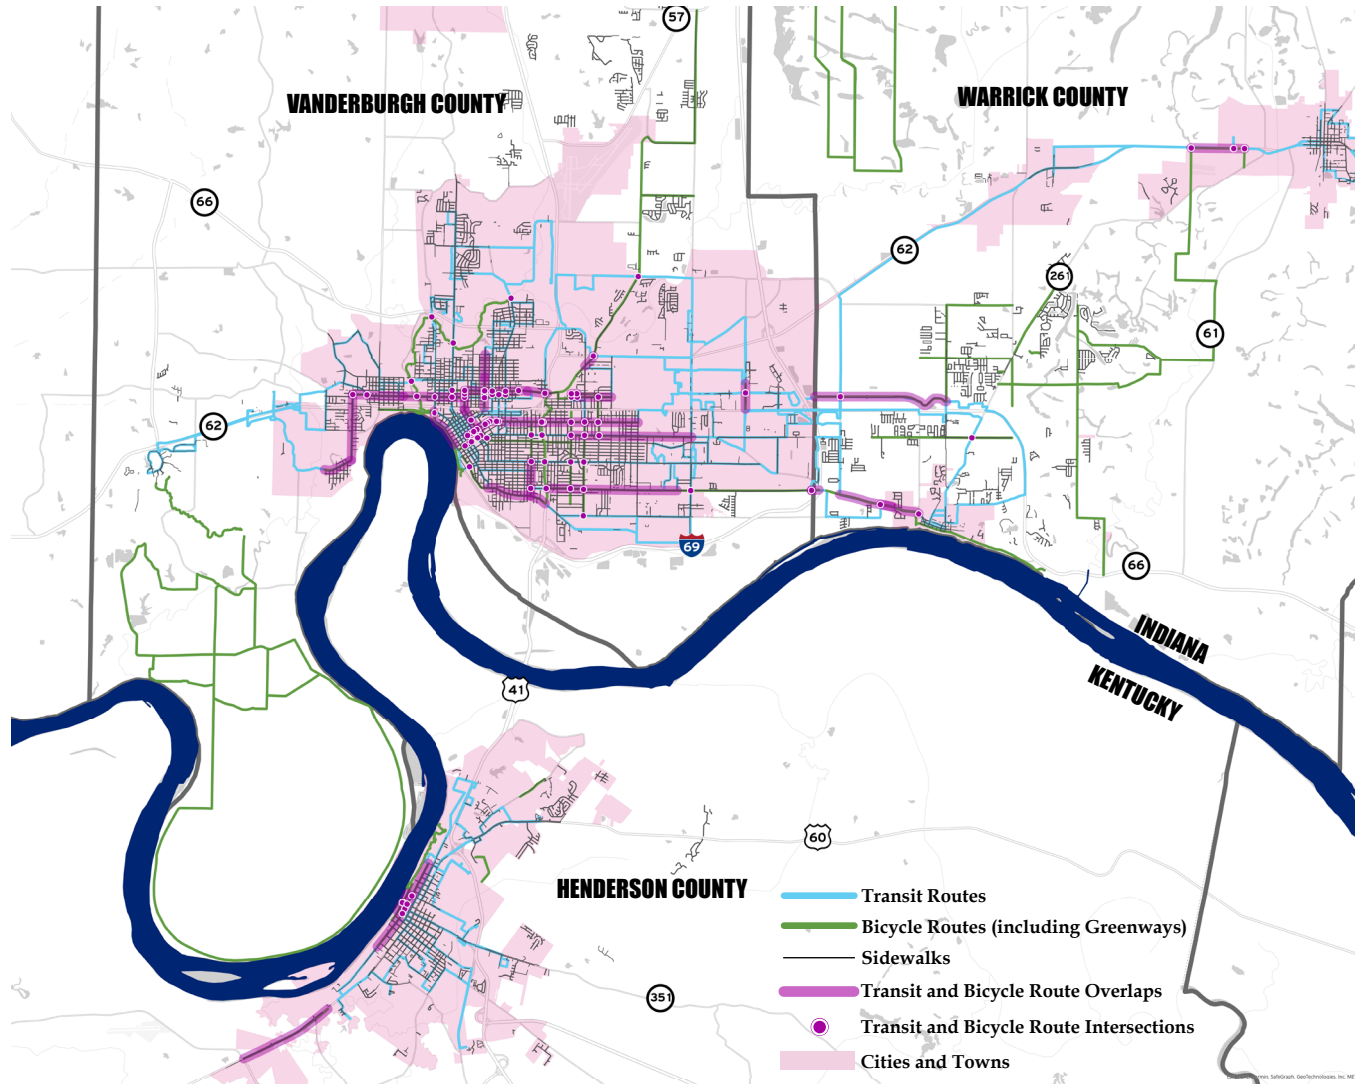 57
VANDERBURGH COUNTY
WARRICK COUNTY
66
62
261
61
62
69
66
INDIANA
KENTUCKY
41
60
HENDERSON COUNTY
351
Transit Routes
Bicycle Routes (including Greenways)
Sidewalks
Transit and Bicycle Route Overlaps
Transit and Bicycle Route Intersections
Cities and Towns